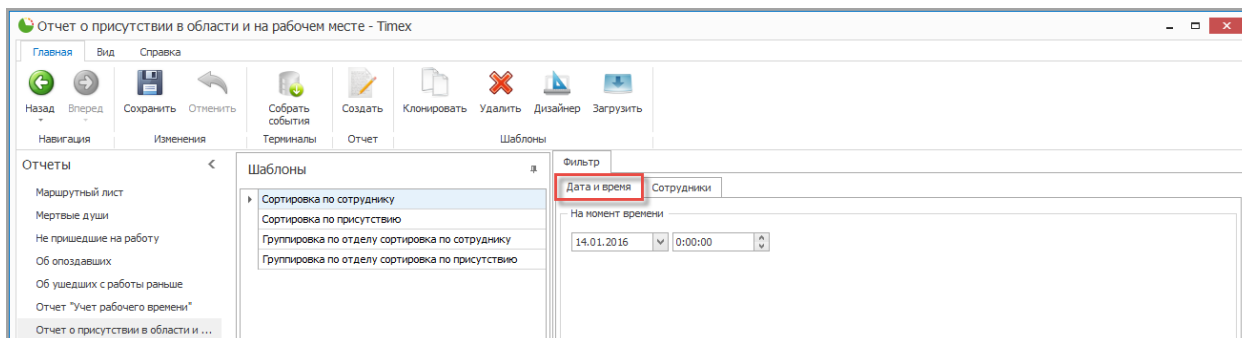 Отчет о присутствии в области и на рабочем месте - Timex
Главная Вид Справка
Назад Вперед Сохранить Отменить Собрать события Создать Клонировать Удалить Дизайнер Загрузить
Навигация Изменения Терминалы Отчет Шаблоны
Отчеты
Маршрутный лист
Мертвые души
Не пришедшие на работу
Об опоздавших
Об ушедших с работы раньше
Отчет "Учет рабочего времени"
Отчет о присутствии в области и ...
Шаблоны
Сортировка по сотруднику
Сортировка по присутствию
Группировка по отделу сортировка по сотруднику
Группировка по отделу сортировка по присутствию
Фильтр
Дата и время Сотрудники
На момент времени
14.01.2016 0:00:00